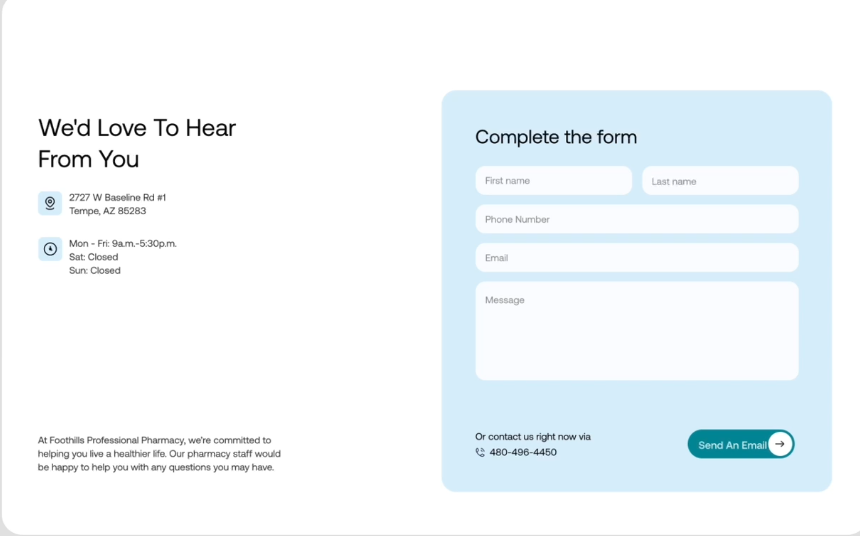 We'd Love To Hear
From You
2727 W Baseline Rd #1
Tempe, AZ 85283
Mon - Fri: 9a.m.-5:30p.m.
Sat: Closed
Sun: Closed
At Foothills Professional Pharmacy, we're committed to
helping you live a healthier life. Our pharmacy staff would
be happy to help you with any questions you may have.
Complete the form
First name
Last name
Phone Number
Email
Message
Or contact us right now via
480-496-4450
Send An Email